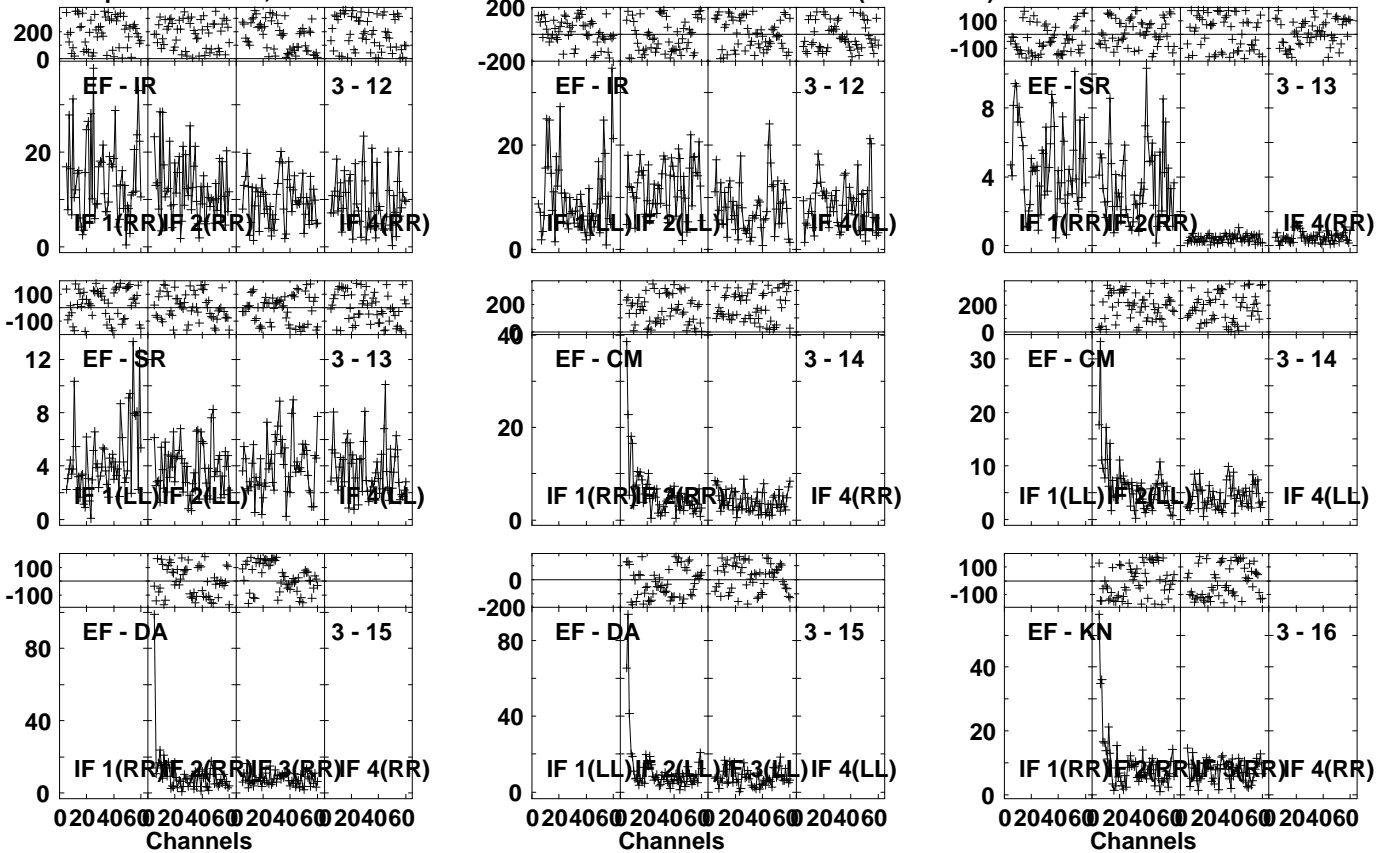 200
0
200
-200
100
-100
EF - IR 3 - 12
20
0
IF 1(RR) IF 2(RR) IF 4(RR)
EF - IR 3 - 12
20
0
IF 1(LL) IF 2(LL) IF 4(LL)
EF - SR 3 - 13
8
4
0
IF 1(RR) IF 2(RR) IF 4(RR)
100
-100
200
0
200
0
EF - SR 3 - 13
12
8
4
0
IF 1(LL) IF 2(LL) IF 4(LL)
EF - CM 3 - 14
40
20
0
IF 1(RR) IF 2(RR) IF 4(RR)
EF - CM 3 - 14
30
20
10
0
IF 1(LL) IF 2(LL) IF 4(LL)
100
-100
0
-200
100
-100
EF - DA 3 - 15
80
40
0
IF 1(RR) IF 2(RR) IF 3(RR) IF 4(RR)
EF - DA 3 - 15
80
40
0
IF 1(LL) IF 2(LL) IF 3(LL) IF 4(LL)
EF - KN 3 - 16
40
20
0
IF 1(RR) IF 2(RR) IF 3(RR) IF 4(RR)
0 20 40 60 0 20 40 60 0 20 40 60 0 20 40 60
Channels
0 20 40 60 0 20 40 60 0 20 40 60 0 20 40 60
Channels
0 20 40 60 0 20 40 60 0 20 40 60 0 20 40 60
Channels